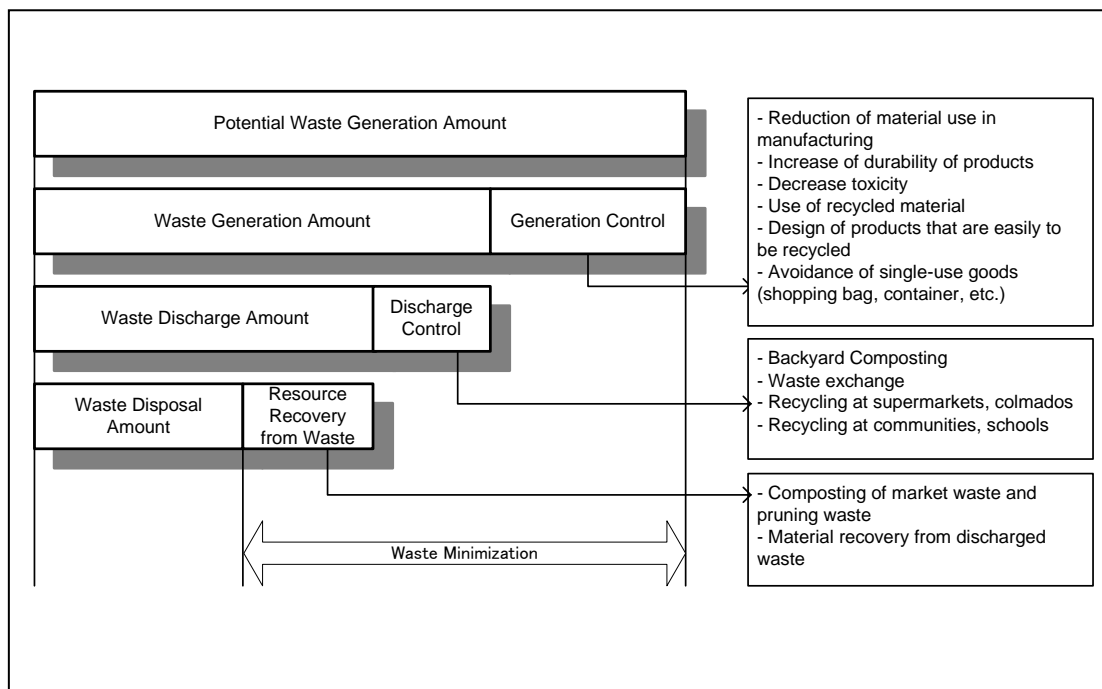 Potential Waste Generation Amount
Waste Generation Amount
Generation Control
Waste Discharge Amount
Discharge
Control
Waste Disposal
Amount
Resource
Recovery
from Waste
Waste Minimization
- Reduction of material use in
manufacturing
- Increase of durability of products
- Decrease toxicity
- Use of recycled material
- Design of products that are easily to
be recycled
- Avoidance of single-use goods
(shopping bag, container, etc.)
- Backyard Composting
- Waste exchange
- Recycling at supermarkets, colmados
- Recycling at communities, schools
- Composting of market waste and
pruning waste
- Material recovery from discharged
waste